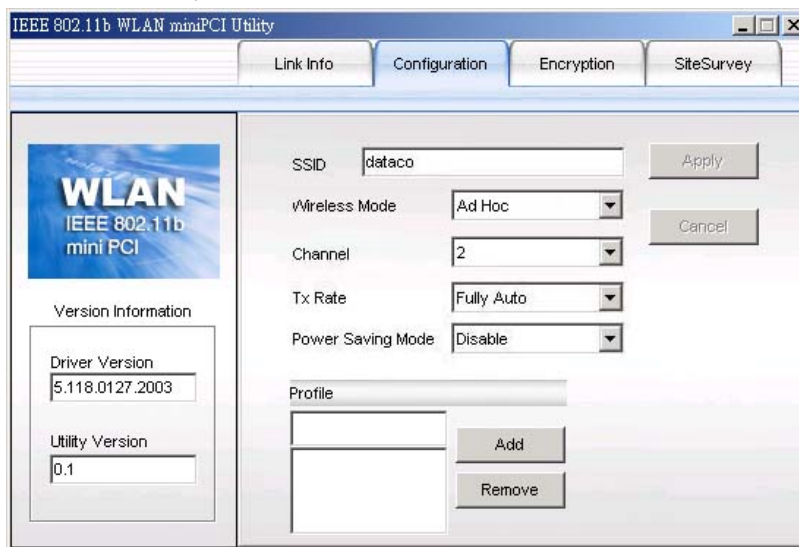 IEEE 802.11b WLAN miniPCI Utility
Link Info
Configuration
Encryption
SiteSurvey
WLAN
IEEE 802.11b
mini PCI
Version Information
Driver Version
5.118.0127.2003
Utility Version
0.1
SSID dataco
Wireless Mode Ad Hoc
Channel 2
Tx Rate Fully Auto
Power Saving Mode Disable
Apply
Cancel
Profile
Add
Remove